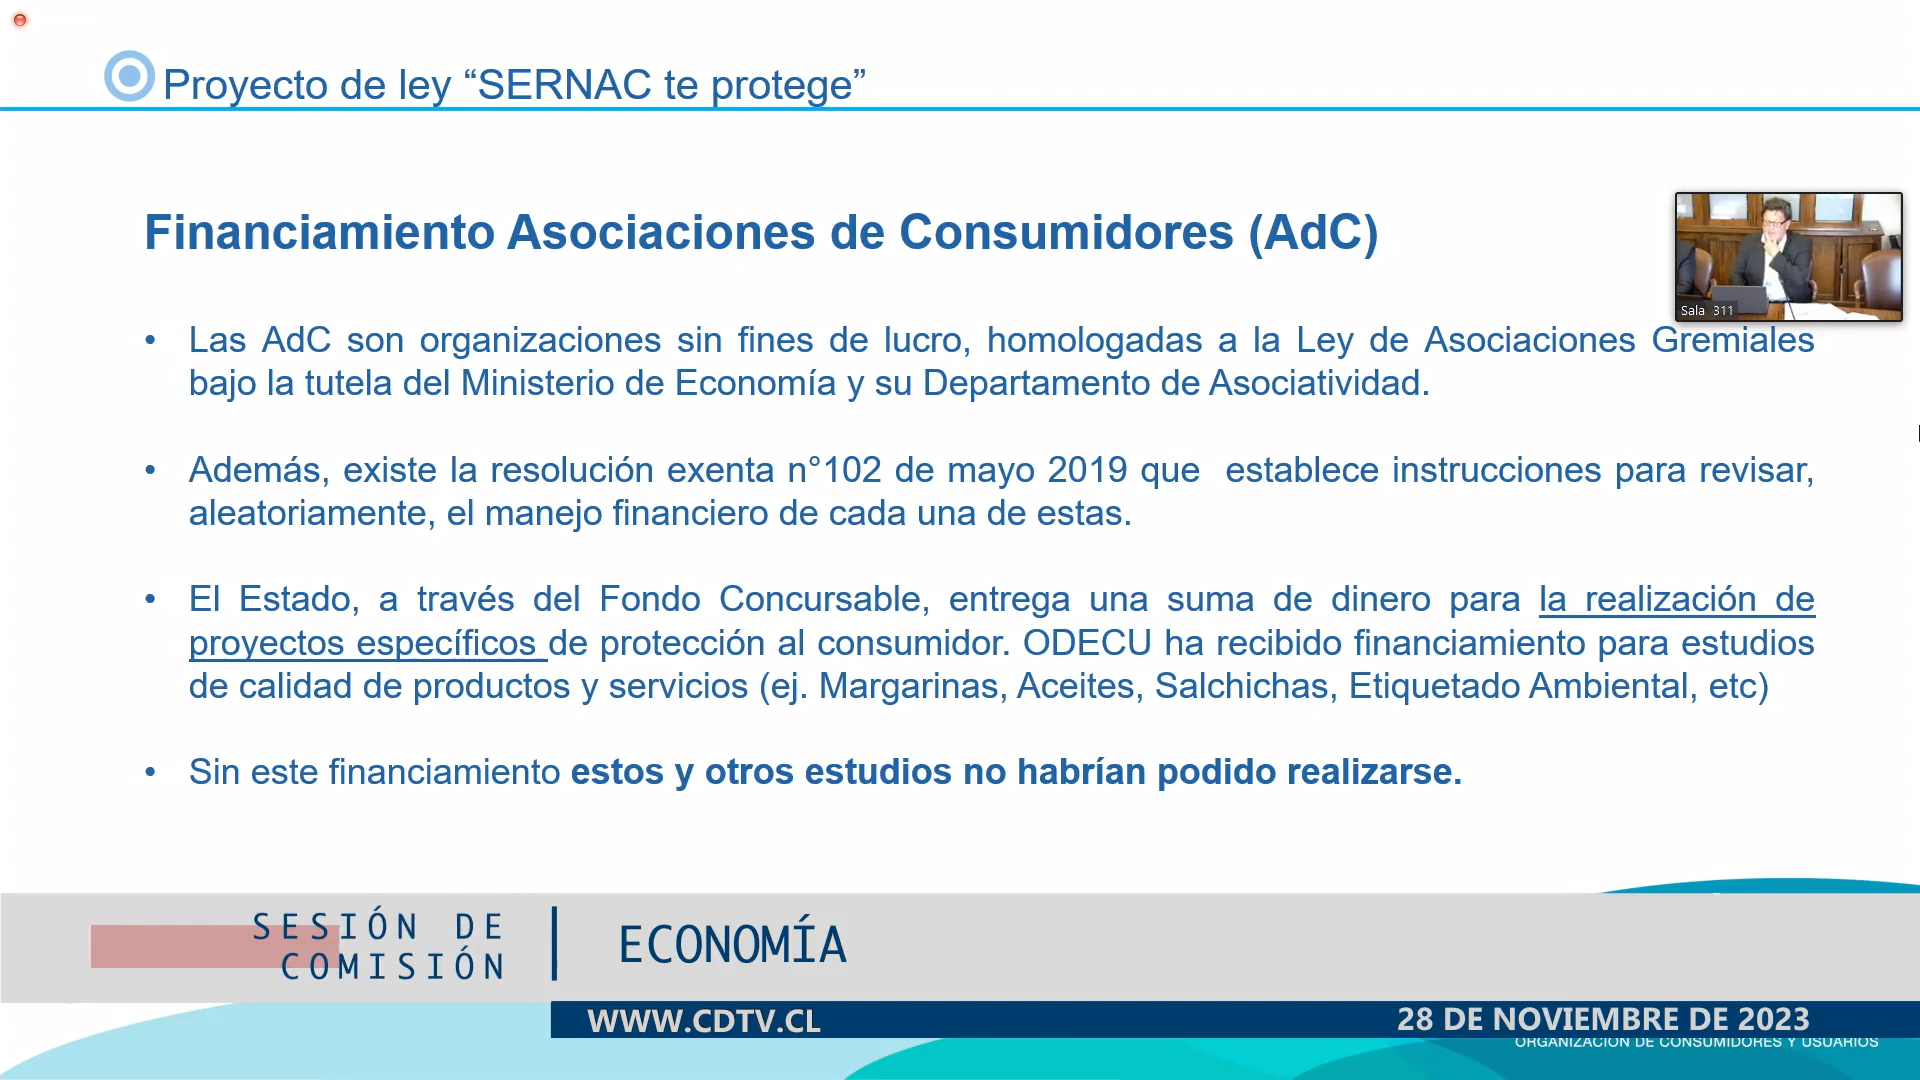 Proyecto de ley “SERNAC te protege”
Financiamiento Asociaciones de Consumidores (AdC)
Sala 311
• Las AdC son organizaciones sin fines de lucro, homologadas a la Ley de Asociaciones Gremiales
bajo la tutela del Ministerio de Economía y su Departamento de Asociatividad.
• Además, existe la resolución exenta n°102 de mayo 2019 que establece instrucciones para revisar,
aleatoriamente, el manejo financiero de cada una de estas.
• El Estado, a través del Fondo Concursable, entrega una suma de dinero para la realización de
proyectos específicos de protección al consumidor. ODECU ha recibido financiamiento para estudios
de calidad de productos y servicios (ej. Margarinas, Aceites, Salchichas, Etiquetado Ambiental, etc)
• Sin este financiamiento estos y otros estudios no habrían podido realizarse.
SESIÓN DE
COMISIÓN
ECONOMÍA
WWW.CDTV.CL
28 DE NOVIEMBRE DE 2023
ORGANIZACIÓN DE CONSUMIDORES Y USUARIOS